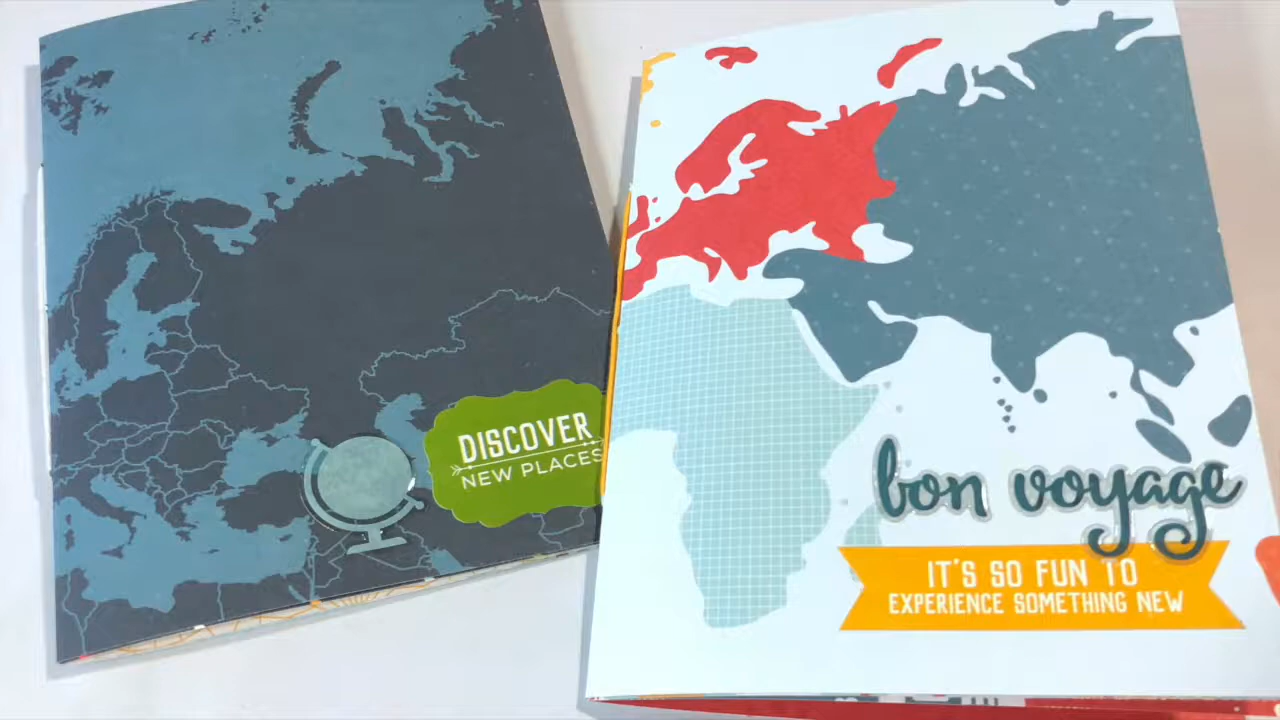 DISCOVER
NEW PLACES
bon voyage
IT'S SO FUN TO
EXPERIENCE SOMETHING NEW